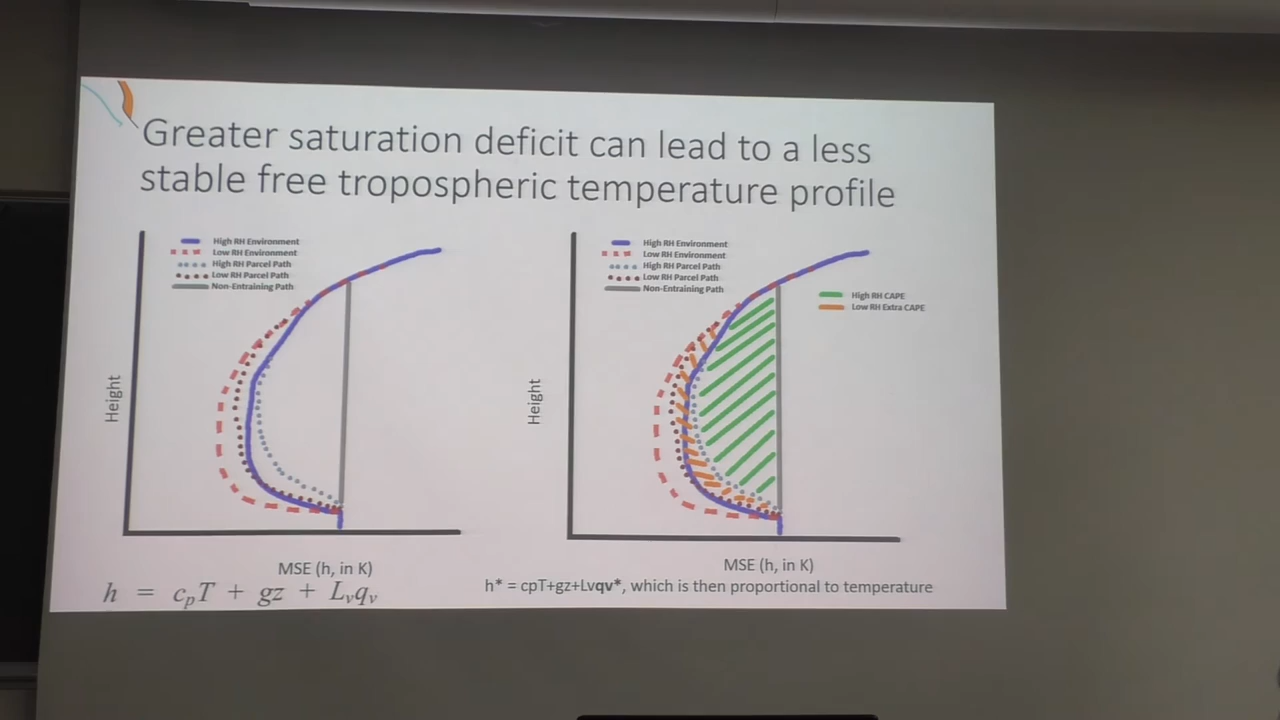 Greater saturation deficit can lead to a less
stable free tropospheric temperature profile
High RH Environment
Low RH Environment
High RH Parcel Path
Low RH Parcel Path
Non-Entraining Path
Height
MSE (h, in K)
h = cpT + gz + Lvqv
High RH Environment
Low RH Environment
High RH Parcel Path
Low RH Parcel Path
Non-Entraining Path
High RH CAPE
Low RH Extra CAPE
Height
MSE (h, in K)
h* = cpT+gz+Lvqv*, which is then proportional to temperature